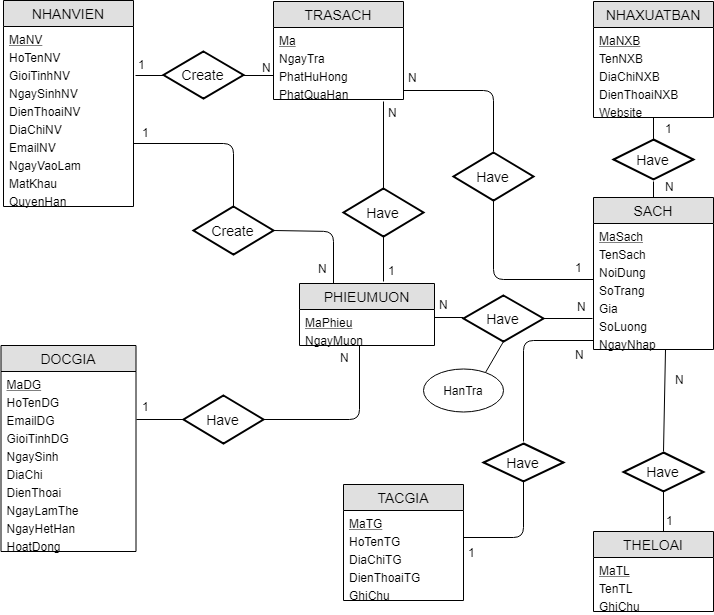 NHANVIEN
MaNV
HoTenNV
GioiTinhNV
NgaySinhNV
DienThoaiNV
DiaChiNV
EmailNV
NgayVaoLam
MatKhau
QuyenHan
1
Create
N
TRASACH
Ma
NgayTra
PhatHuHong
PhatQuaHan
N
N
NHAXUATBAN
MaNXB
TenNXB
DiaChiNXB
DienThoaiNXB
Website
1
Have
N
1
Create
N
Have
1
Have
1
SACH
MaSach
TenSach
NoiDung
SoTrang
Gia
SoLuong
NgayNhap
PHIEUMUON
MaPhieu
NgayMuon
N
Have
N
HanTra
N
N
N
DOCGIA
MaDG
HoTenDG
EmailDG
GioiTinhDG
NgaySinh
DiaChi
DienThoai
NgayLamThe
NgayHetHan
HoatDong
1
Have
Have
Have
TACGIA
MaTG
HoTenTG
DiaChiTG
DienThoaiTG
GhiChu
1
1
THELOAI
MaTL
TenTL
GhiChu